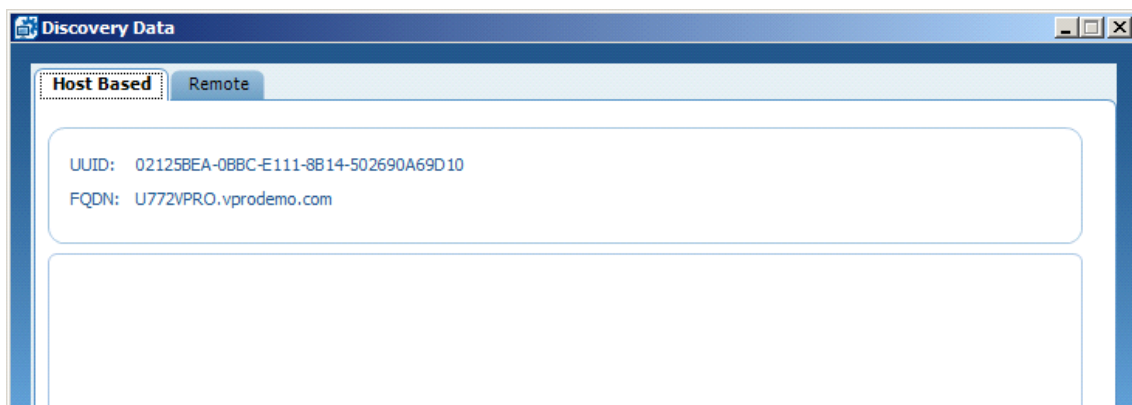 Discovery Data
Host Based Remote
UUID: 02125BEA-0BBC-E111-8B14-502690A69D10
FQDN: U772VPRO.vprodemo.com